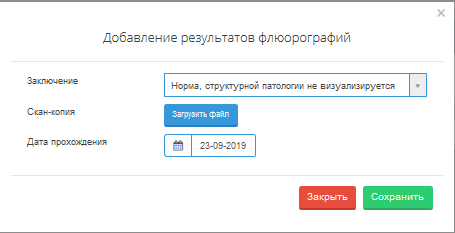 Добавление результатов флюорографий
Заключение
Норма, структурной патологии не визуализируется
Скан-копия
Загрузить файл
Дата прохождения
23-09-2019
Закрыть
Сохранить